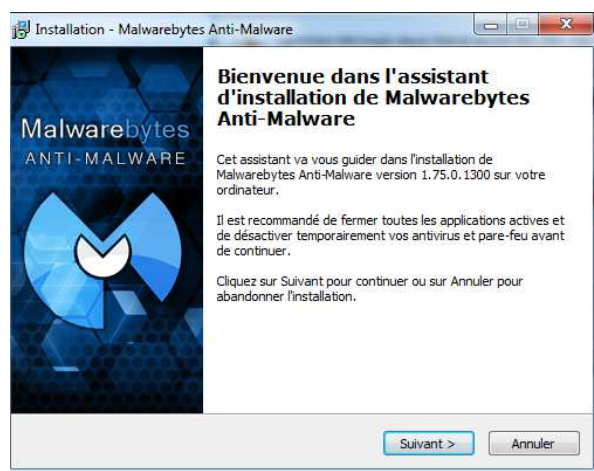 Installation - Malwarebytes Anti-Malware
Malwarebytes
ANTI-MALWARE
Bienvenue dans l'assistant
d'installation de Malwarebytes
Anti-Malware
Cet assistant va vous guider dans l'installation de
Malwarebytes Anti-Malware version 1.75.0.1300 sur votre
ordinateur.
Il est recommandé de fermer toutes les applications actives et
de désactiver temporairement vos antivirus et pare-feu avant
de continuer.
Cliquez sur Suivant pour continuer ou sur Annuler pour
abandonner l'installation.
Suivant >
Annuler